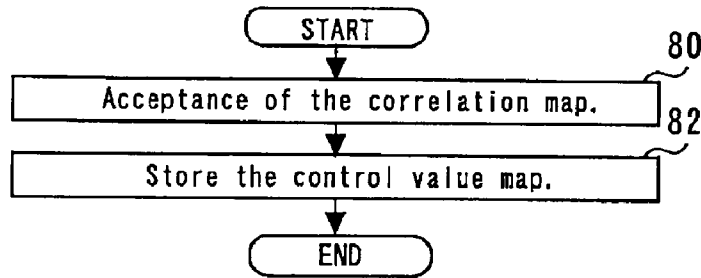 START
80
Acceptance of the correlation map.
82
Store the control value map.
END